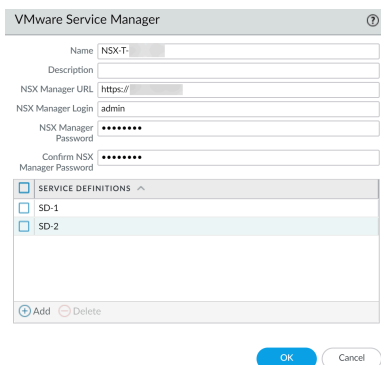 VMware Service Manager
Name NSX-T-
Description
NSX Manager URL https://
NSX Manager Login admin
NSX Manager
Password ••••••••
Confirm NSX
Manager Password ••••••••
SERVICE DEFINITIONS
SD-1
SD-2
Add Delete
OK Cancel